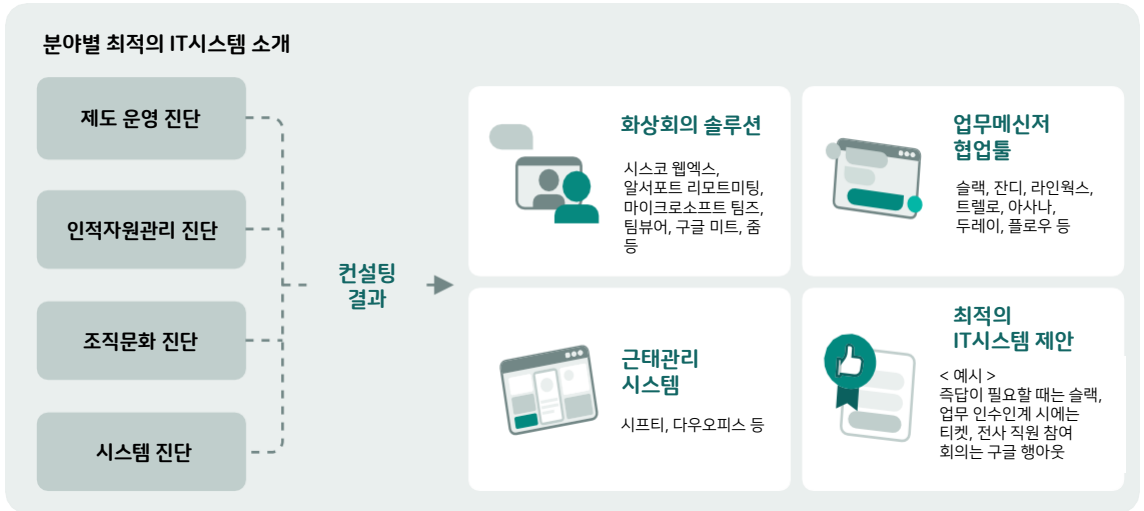 분야별 최적의 IT시스템 소개
제도 운영 진단
인적자원관리 진단
조직문화 진단
시스템 진단
컨설팅
결과
화상회의 솔루션
시스코 웹엑스,
알서포트 리모트미팅,
마이크로소프트 팀즈,
팀뷰어, 구글 미트, 줌
등
업무메신저
협업툴
슬랙, 잔디, 라인웍스,
트렐로, 아사나,
두레이, 플로우 등
근태관리
시스템
시프티, 다우오피스 등
최적의
IT시스템 제안
< 예시 >
즉답이 필요할 때는 슬랙,
업무 인수인계 시에는
티켓, 전사 직원 참여
회의는 구글 행아웃